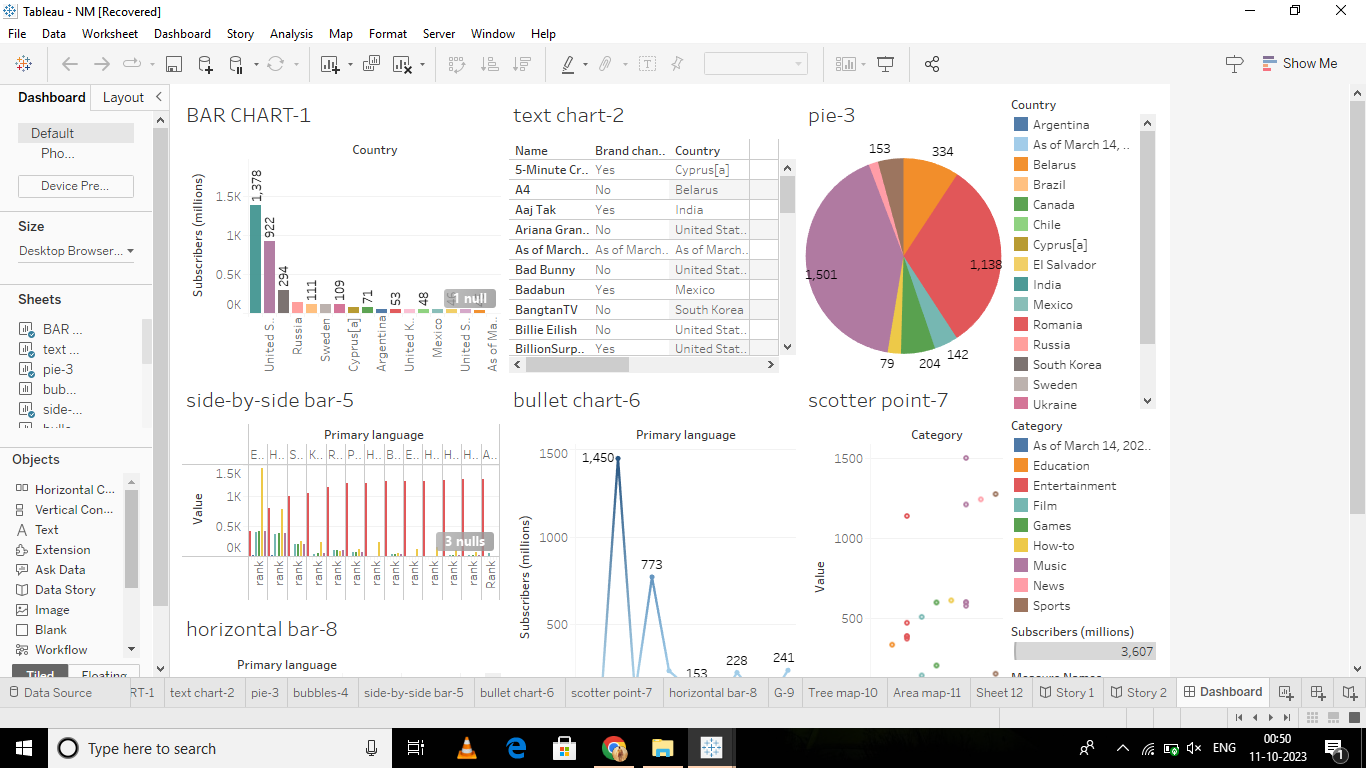 Tableau - NM [Recovered]
File Data Worksheet Dashboard Story Analysis Map Format Server Window Help
Show Me
Dashboard Layout
Default
Pho...
Device Pre...
Size
Desktop Browser...
Sheets
BAR ...
text ...
pie-3
bub...
side-...
Objects
Horizontal C...
Vertical Con...
Text
Extension
Ask Data
Data Story
Image
Blank
Workflow
Tiled Floating
BAR CHART-1
Country
Subscribers (millions)
1.5K
1K
0.5K
0K
1,378
922
294
111
109
71
53
48
1 null
United S..
Russia
Sweden
Cyprus[a]
Argentina
United K..
Mexico
United S..
As of Ma..
text chart-2
Name Brand chan.. Country
5-Minute Cr.. Yes Cyprus[a]
A4 No Belarus
Aaj Tak Yes India
Ariana Gran.. No United Stat..
As of March.. As of March.. As of March..
Bad Bunny No United Stat..
Badabun Yes Mexico
BangtanTV No South Korea
Billie Eilish No United Stat..
BillionSurp.. Yes United Stat..
pie-3
153
334
1,501
1,138
79
204
142
Country
Argentina
As of March 14, ..
Belarus
Brazil
Canada
Chile
Cyprus[a]
El Salvador
India
Mexico
Romania
Russia
South Korea
Sweden
Ukraine
Category
As of March 14, 202..
Education
Entertainment
Film
Games
How-to
Music
News
Sports
Subscribers (millions)
3,607
side-by-side bar-5
Primary language
E.. H.. S.. K.. R.. P.. H.. B.. E.. H.. H.. H.. A..
Value
1.5K
1K
0.5K
0K
3 nulls
rank rank rank rank rank rank rank rank rank rank rank rank Rank
bullet chart-6
Primary language
Subscribers (millions)
1500
1000
500
1,450
773
153
228
241
scotter point-7
Category
Value
1500
1000
500
horizontal bar-8
Primary language
Data Source RT-1 text chart-2 pie-3 bubbles-4 side-by-side bar-5 bullet chart-6 scotter point-7 horizontal bar-8 G-9 Tree map-10 Area map-11 Sheet 12 Story 1 Story 2 Dashboard
Type here to search
ENG
00:50
11-10-2023
1